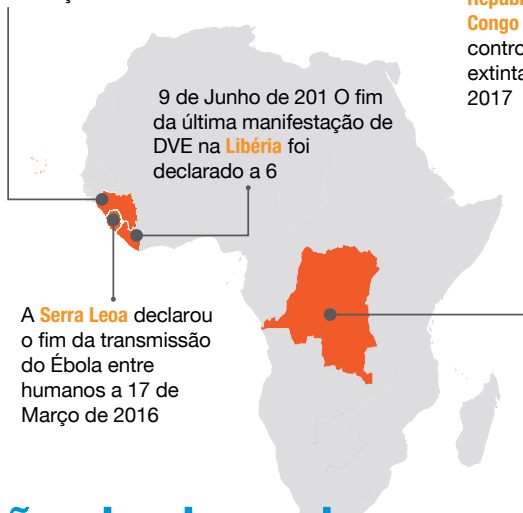 Congo
contro
extinta
2017
9 de Junho de 201 O fim
da última manifestação de
DVE na Libéria foi
declarado a 6
A Serra Leoa declarou
o fim da transmissão
do Ébola entre
humanos a 17 de
Março de 2016